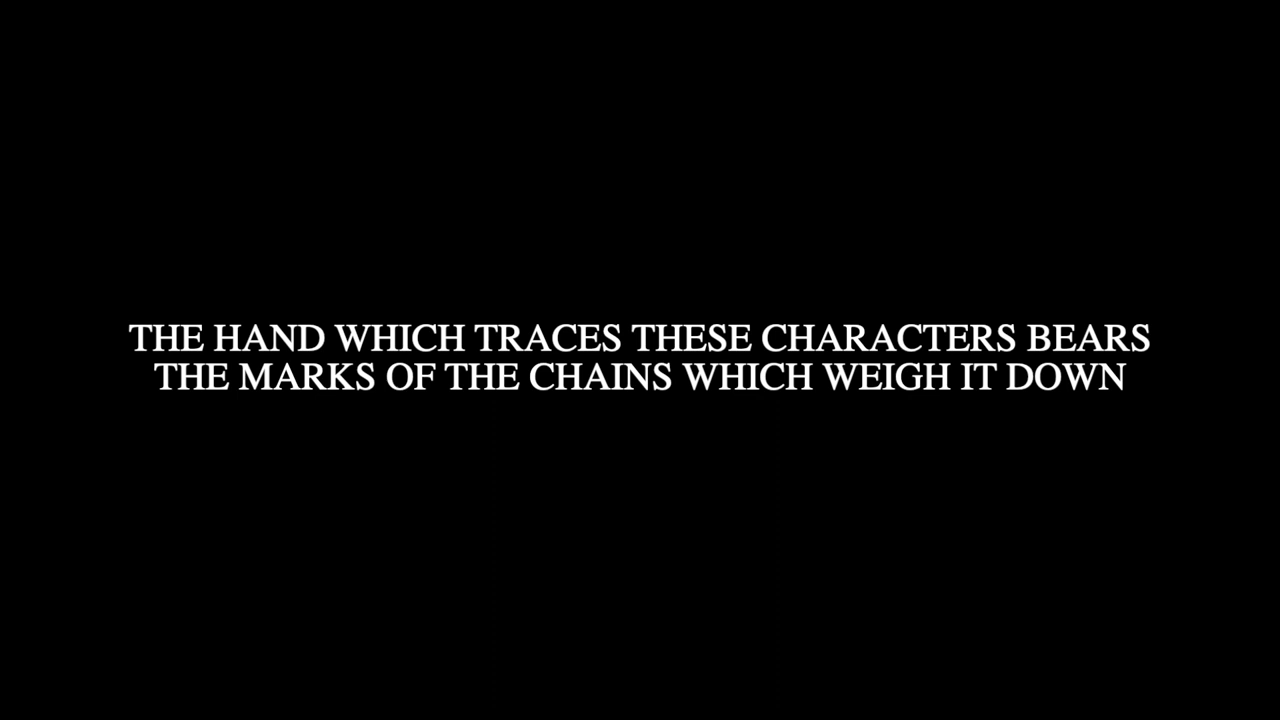 THE HAND WHICH TRACES THESE CHARACTERS BEARS
THE MARKS OF THE CHAINS WHICH WEIGH IT DOWN